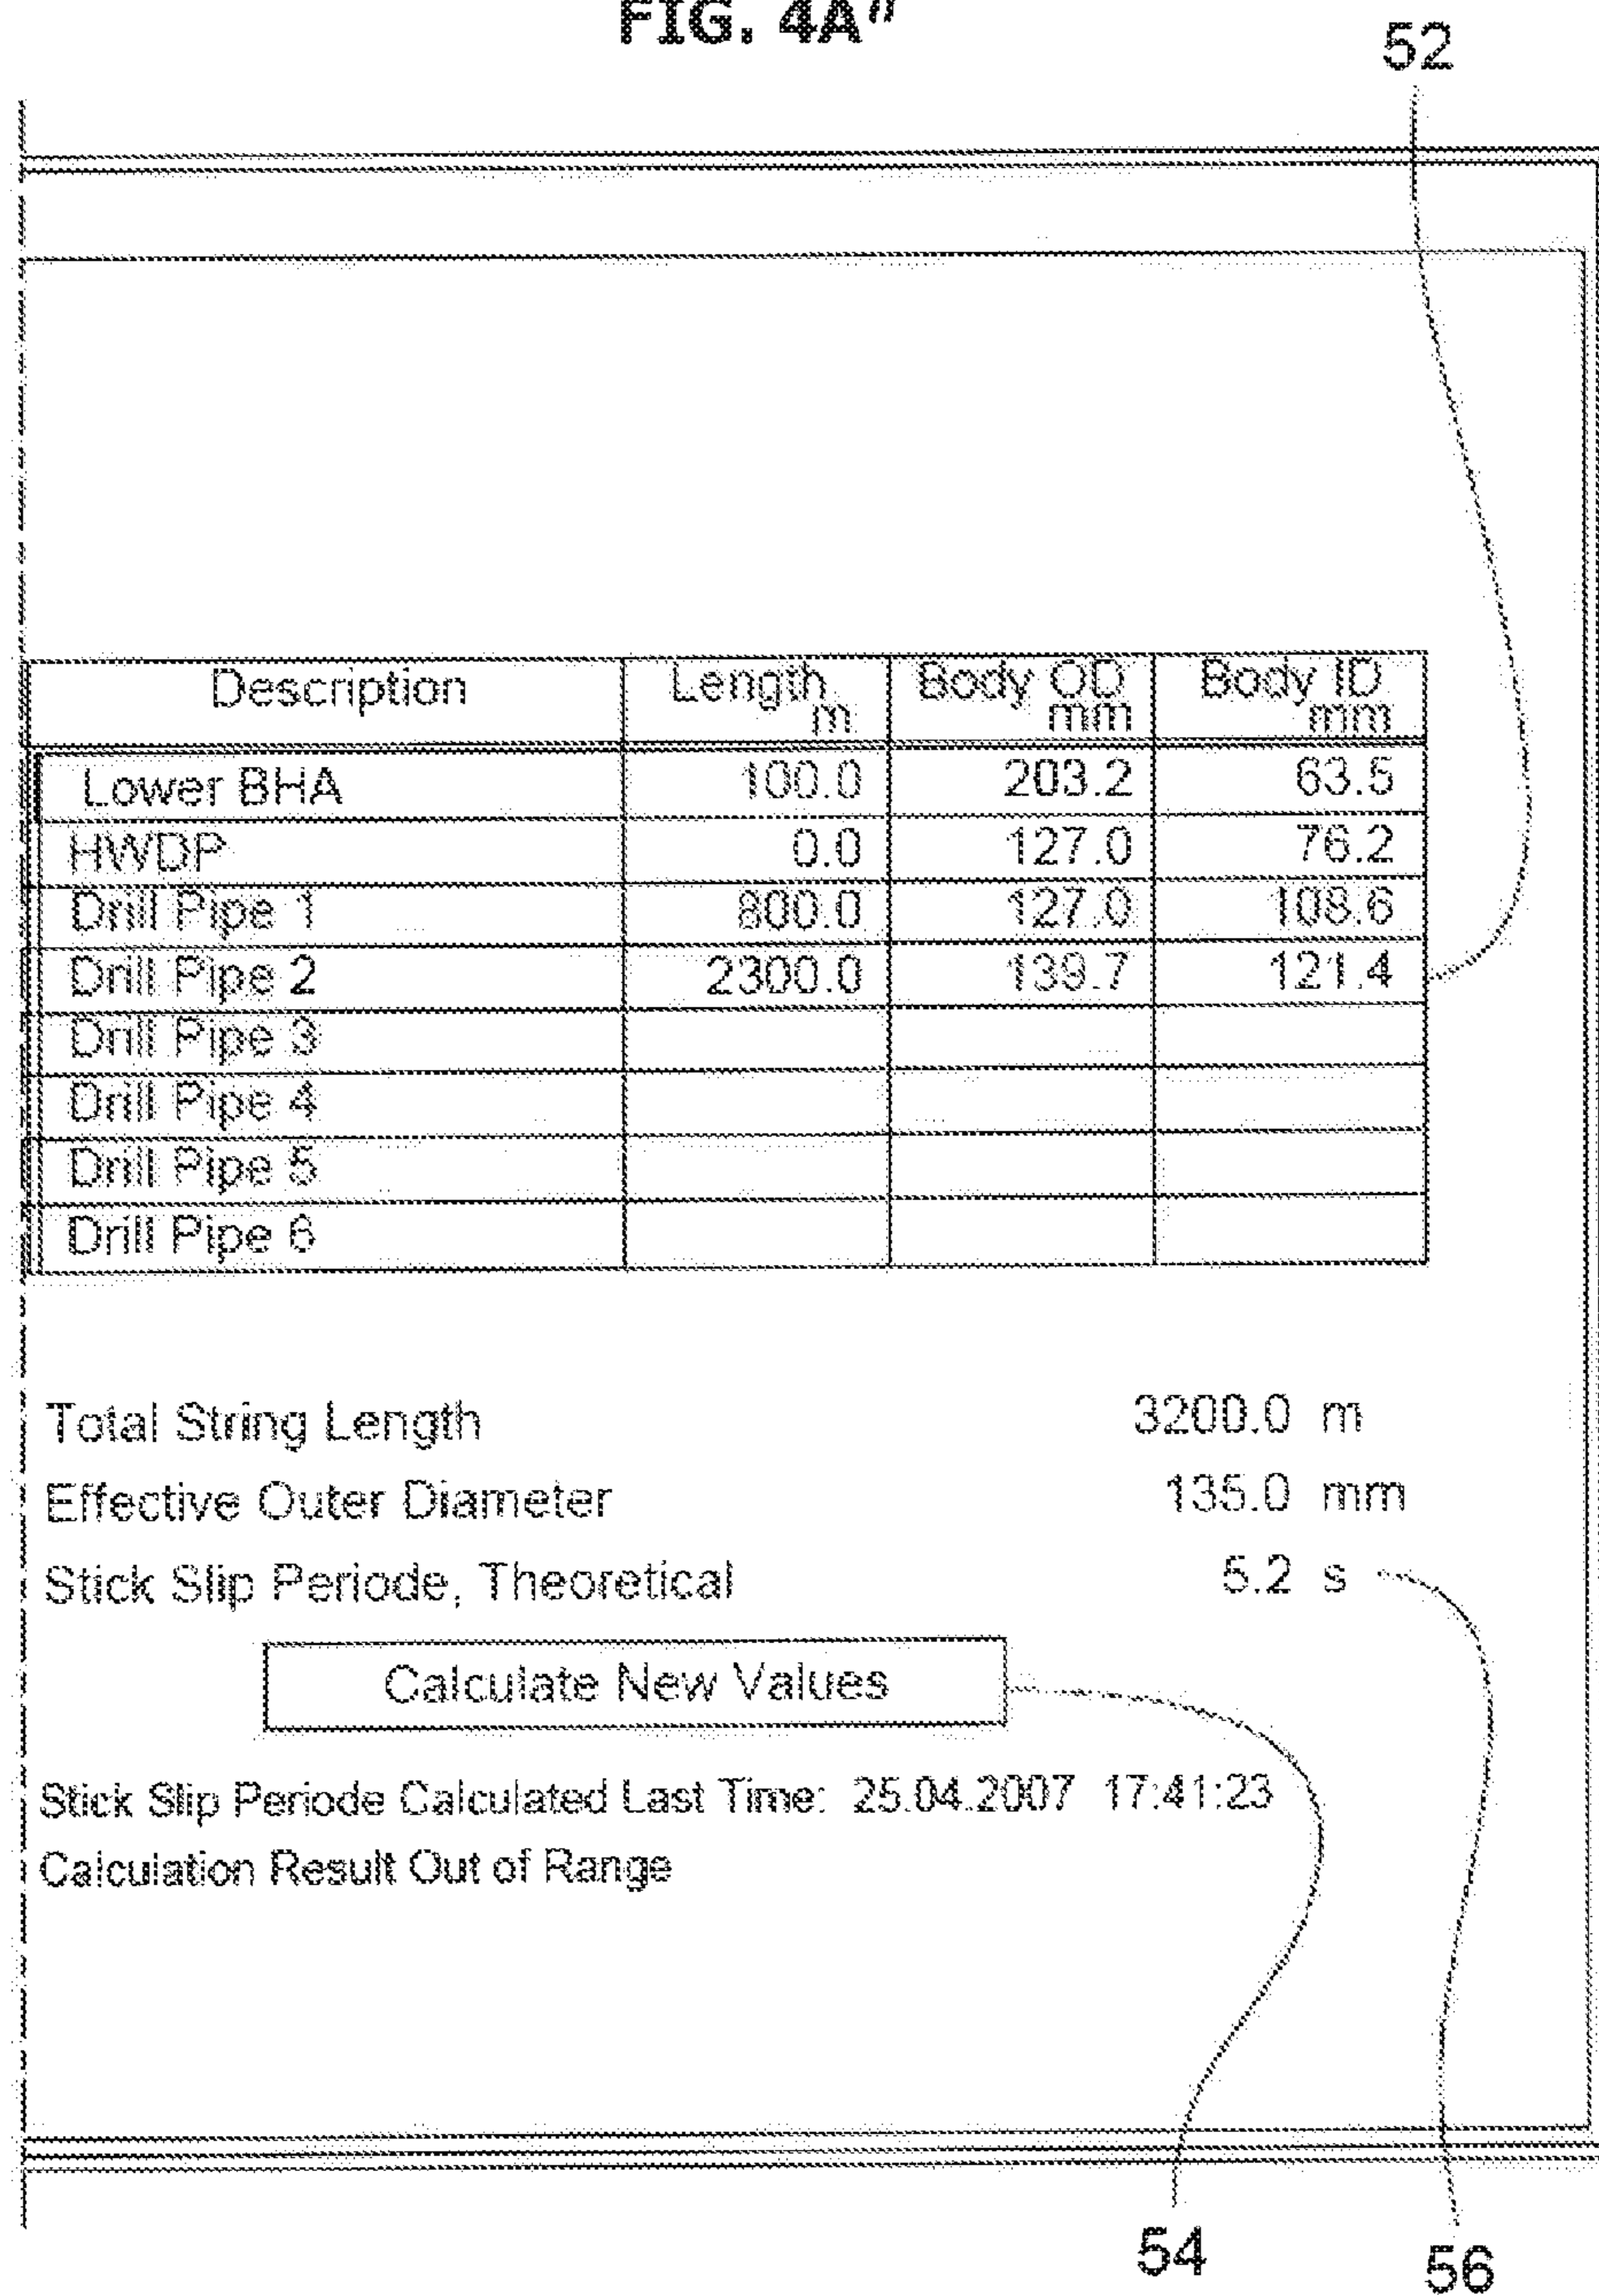 FIG. 4A"
52
Description Length m Body OD mm Body ID mm
Lower BHA 100.0 203.2 63.5
HWDP 0.0 127.0 76.2
Drill Pipe 1 800.0 127.0 108.6
Drill Pipe 2 2300.0 139.7 121.4
Drill Pipe 3
Drill Pipe 4
Drill Pipe 5
Drill Pipe 6
Total String Length 3200.0 m
Effective Outer Diameter 135.0 mm
Stick Slip Periode, Theoretical 5.2 s
Calculate New Values
Stick Slip Periode Calculated Last Time: 25.04.2007 17:41:23
Calculation Result Out of Range
54
56